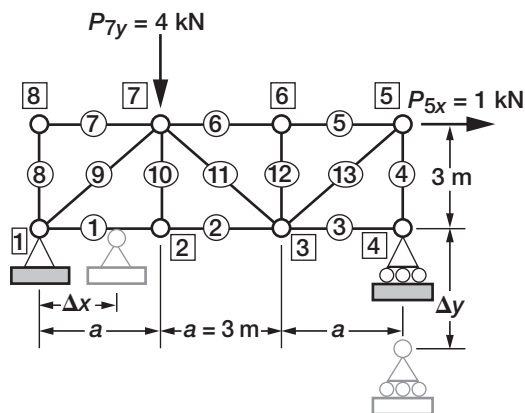 P7y = 4 kN
8 7 6 5
P5x = 1 kN
7 6 5
8 9 10 11 12 13 4
3 m
1 1 2 2 3 3 4
Δx
Δy
a a = 3 m a